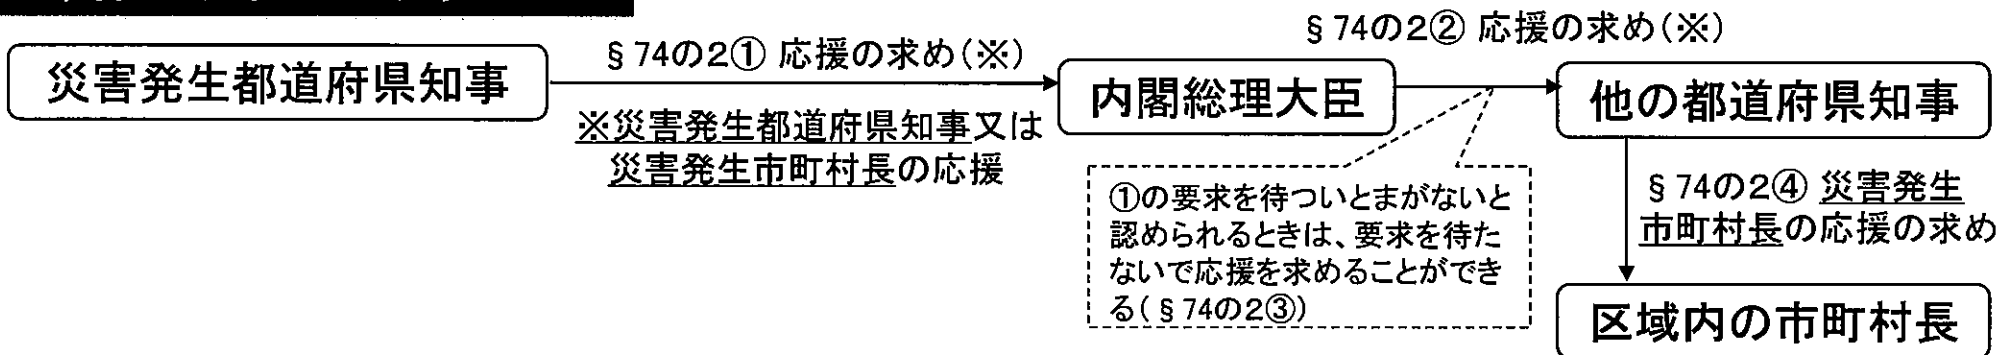 §74の2① 応援の求め(※)
§74の2② 応援の求め(※)
災害発生都道府県知事
内閣総理大臣
他の都道府県知事
※災害発生都道府県知事又は
災害発生市町村長の応援
①の要求を待ついとまがないと
認められるときは、要求を待た
ないで応援を求めることができ
る(§74の2③)
§74の2④ 災害発生
市町村長の応援の求め
区域内の市町村長